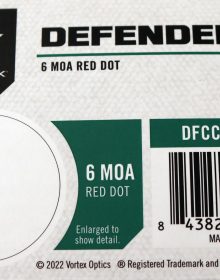 DEFENDE
6 MOA RED DOT
DFCC
6 MOA
RED DOT
Enlarged to
show detail.
8 4382
MA
© 2022 Vortex Optics ® Registered Trademark and